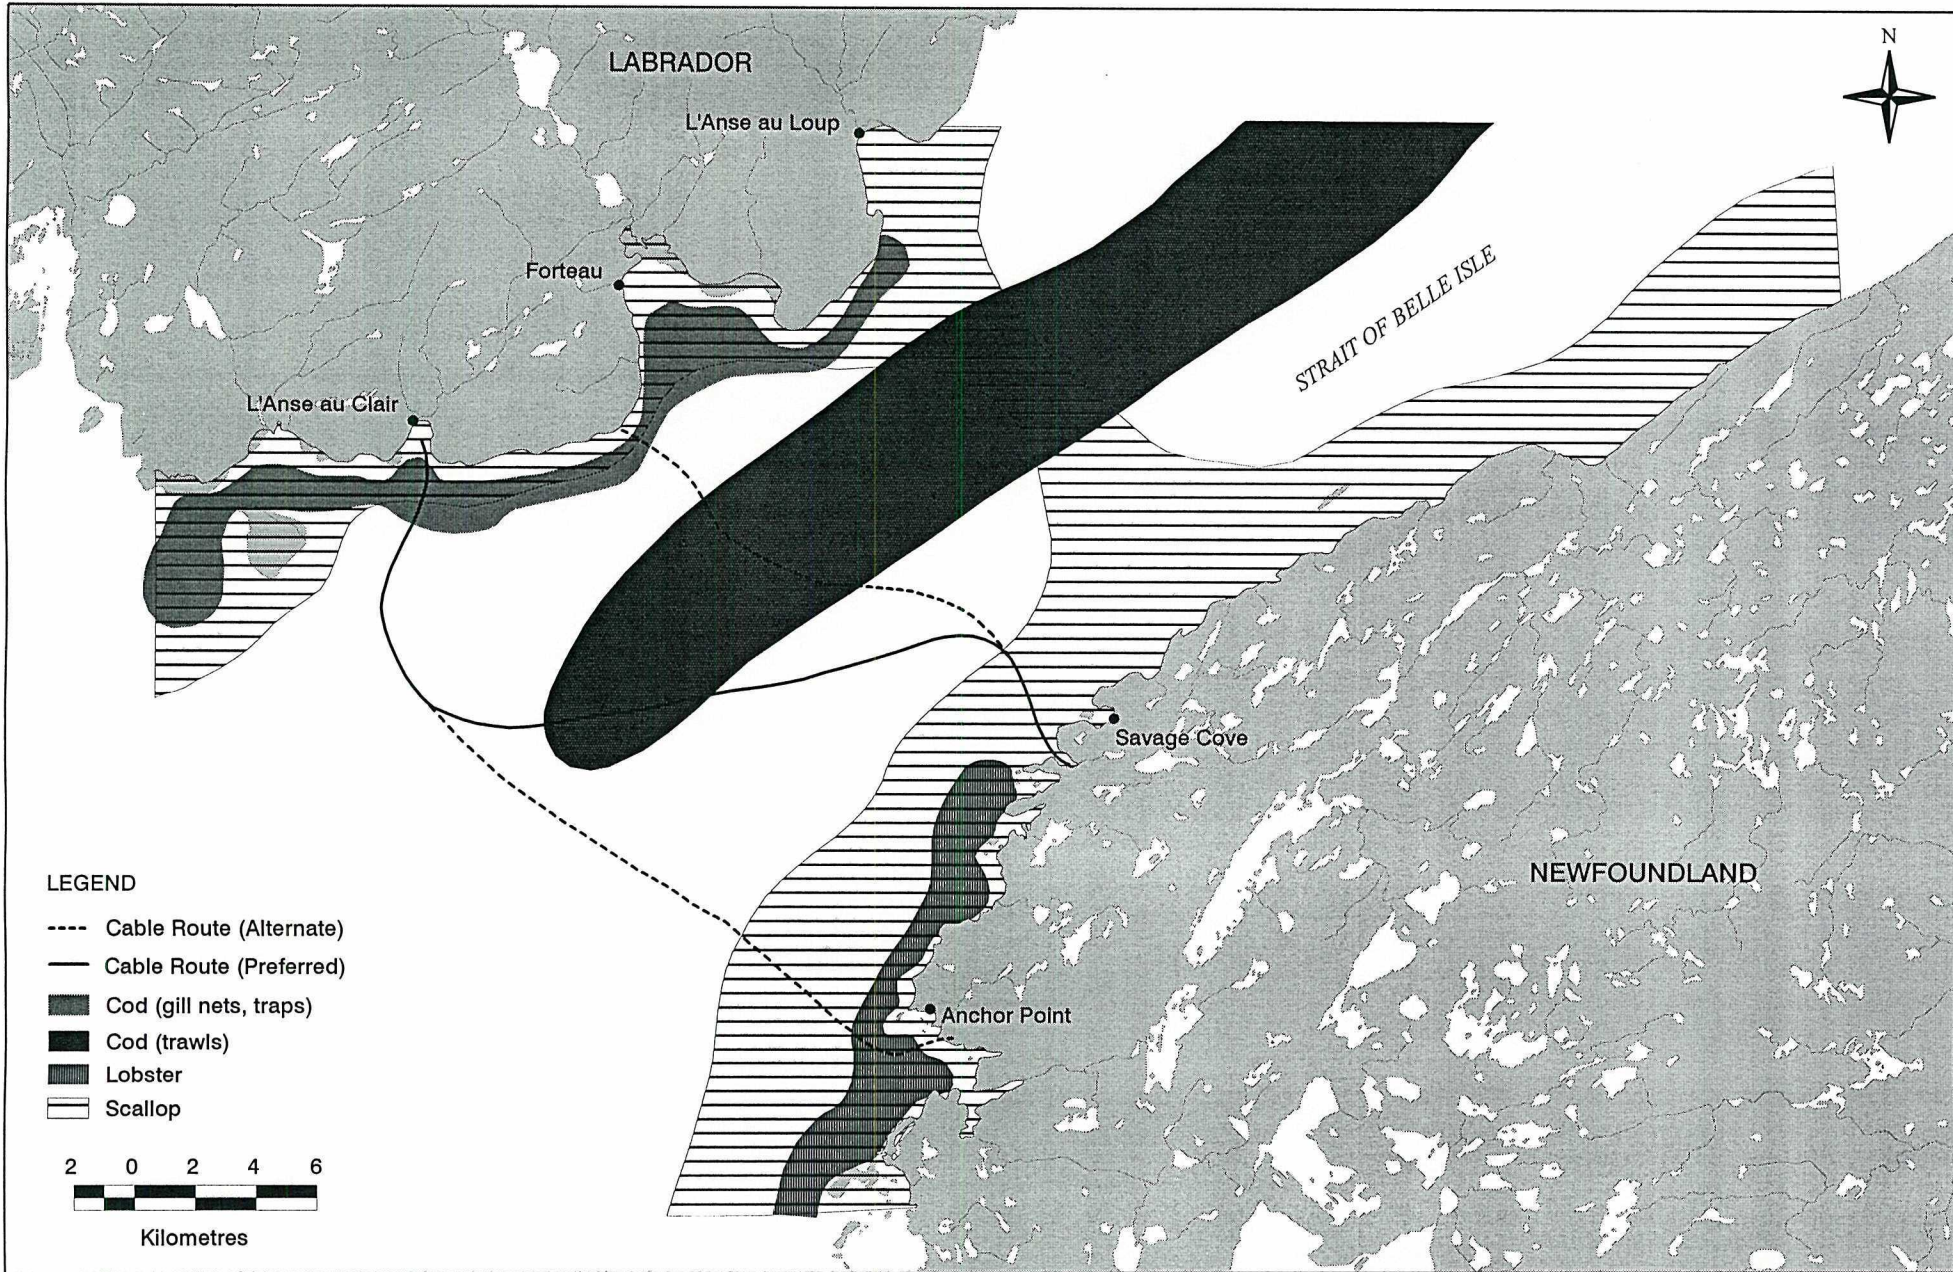 N
LABRADOR
L'Anse au Loup
Forteau
STRAIT OF BELLE ISLE
L'Anse au Clair
Savage Cove
NEWFOUNDLAND
Anchor Point
LEGEND
Cable Route (Alternate)
Cable Route (Preferred)
Cod (gill nets, traps)
Cod (trawls)
Lobster
Scallop
2 0 2 4 6
Kilometres